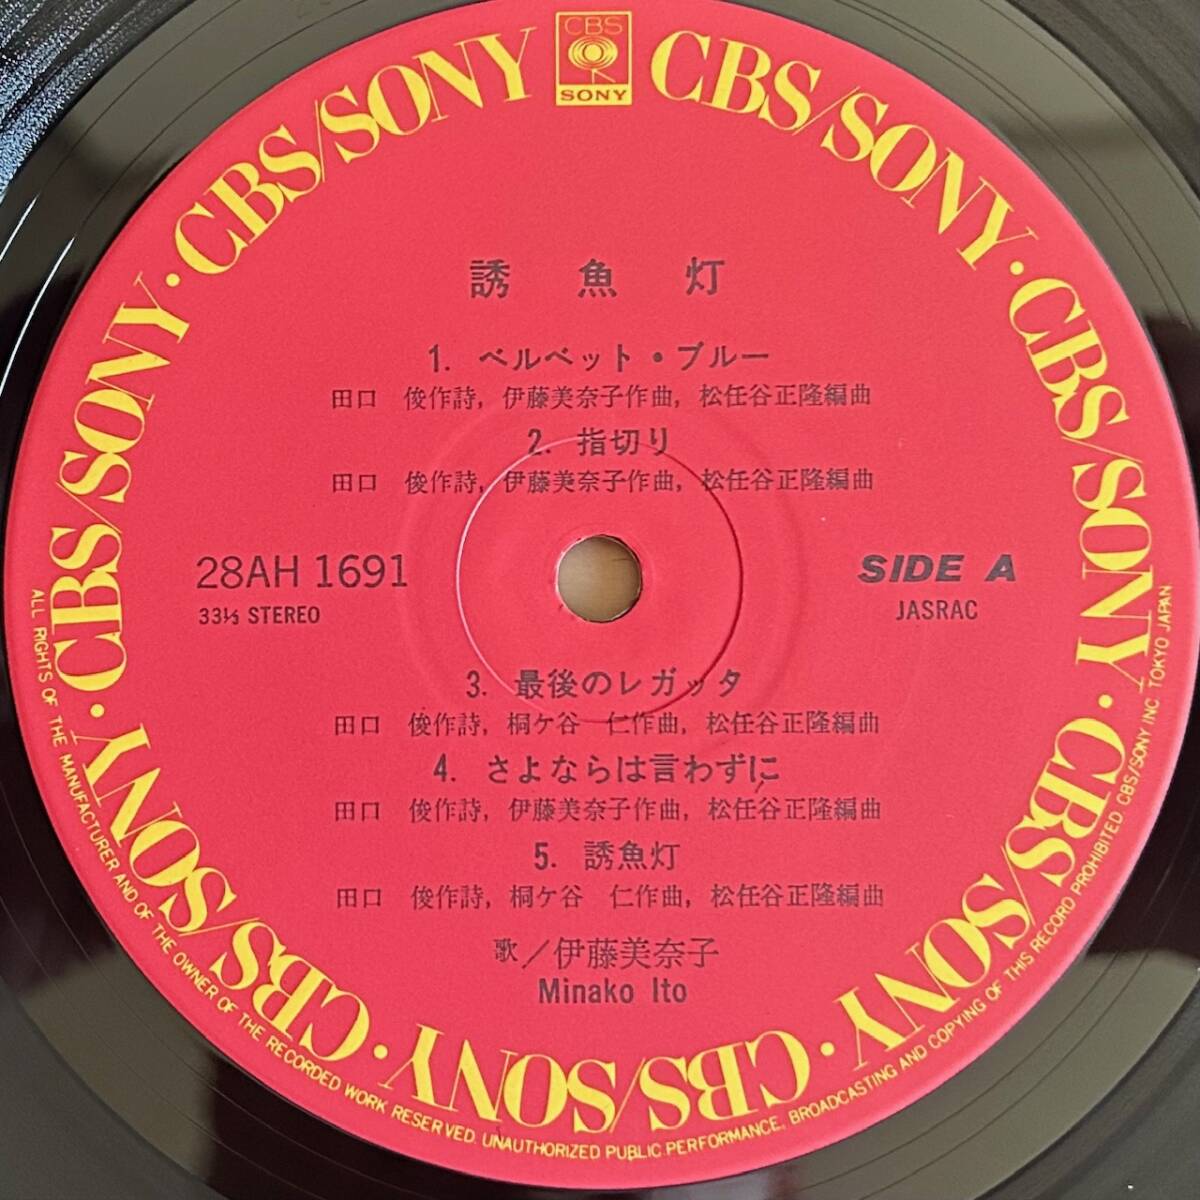 CBS
SONY
CBS/SONY · CBS/SONY · CBS/SONY · CBS/SONY · CBS/SONY · CBS/SONY · CBS/SONY · CBS/SONY
誘 魚 灯
1. ベルベット・ブルー
田口 俊作詩, 伊藤美奈子作曲, 松任谷正隆編曲
2. 指切り
田口 俊作詩, 伊藤美奈子作曲, 松任谷正隆編曲
28AH 1691
33⅓ STEREO
SIDE A
JASRAC
3. 最後のレガッタ
田口 俊作詩, 桐ケ谷 仁作曲, 松任谷正隆編曲
4. さよならは言わずに
田口 俊作詩, 伊藤美奈子作曲, 松任谷正隆編曲
5. 誘魚灯
田口 俊作詩, 桐ケ谷 仁作曲, 松任谷正隆編曲
歌／伊藤美奈子
Minako Ito
ALL RIGHTS OF THE MANUFACTURER AND OF THE OWNER OF THE RECORDED WORK RESERVED. UNAUTHORIZED PUBLIC PERFORMANCE, BROADCASTING AND COPYING OF THIS RECORD PROHIBITED. CBS/SONY INC. TOKYO JAPAN